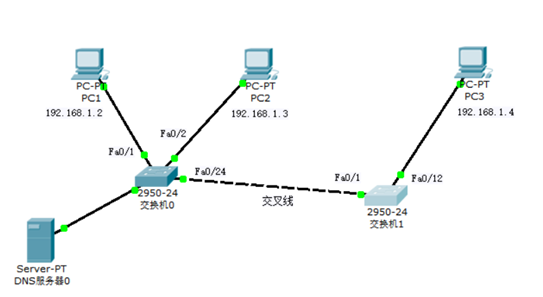 PC-PT
PC1
192.168.1.2
PC-PT
PC2
192.168.1.3
PC-PT
PC3
192.168.1.4
Fa0/1
Fa0/2
Fa0/24
2950-24
交换机0
交叉线
Fa0/1
Fa0/12
2950-24
交换机1
Server-PT
DNS服务器0